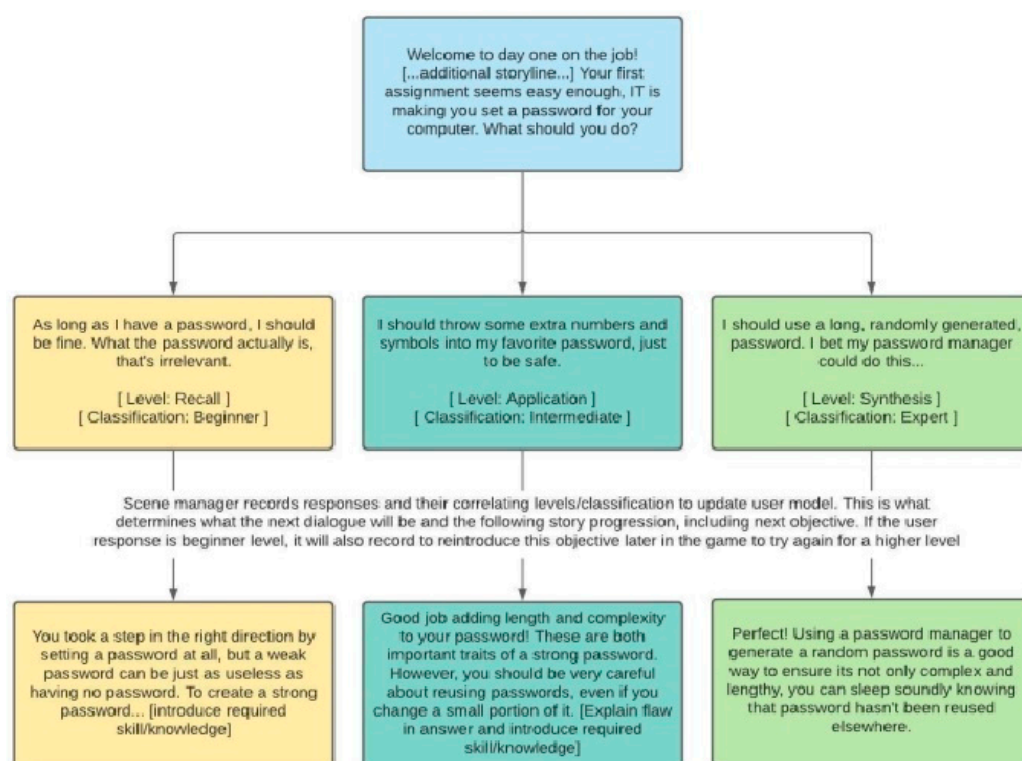 Welcome to day one on the job!
[...additional storyline...] Your first
assignment seems easy enough, IT is
making you set a password for your
computer. What should you do?
As long as I have a password, I should
be fine. What the password actually is,
that's irrelevant.
[ Level: Recall ]
[ Classification: Beginner ]
I should throw some extra numbers and
symbols into my favorite password, just
to be safe.
[ Level: Application ]
[ Classification: Intermediate ]
I should use a long, randomly generated,
password. I bet my password manager
could do this...
[ Level: Synthesis ]
[ Classification: Expert ]
Scene manager records responses and their correlating levels/classification to update user model. This is what
determines what the next dialogue will be and the following story progression, including next objective. If the user
response is beginner level, it will also record to reintroduce this objective later in the game to try again for a higher level
You took a step in the right direction by
setting a password at all, but a weak
password can be just as useless as
having no password. To create a strong
password... [introduce required
skill/knowledge]
Good job adding length and complexity
to your password! These are both
important traits of a strong password.
However, you should be very careful
about reusing passwords, even if you
change a small portion of it. [Explain flaw
in answer and introduce required
skill/knowledge]
Perfect! Using a password manager to
generate a random password is a good
way to ensure its not only complex and
lengthy, you can sleep soundly knowing
that password hasn't been reused
elsewhere.